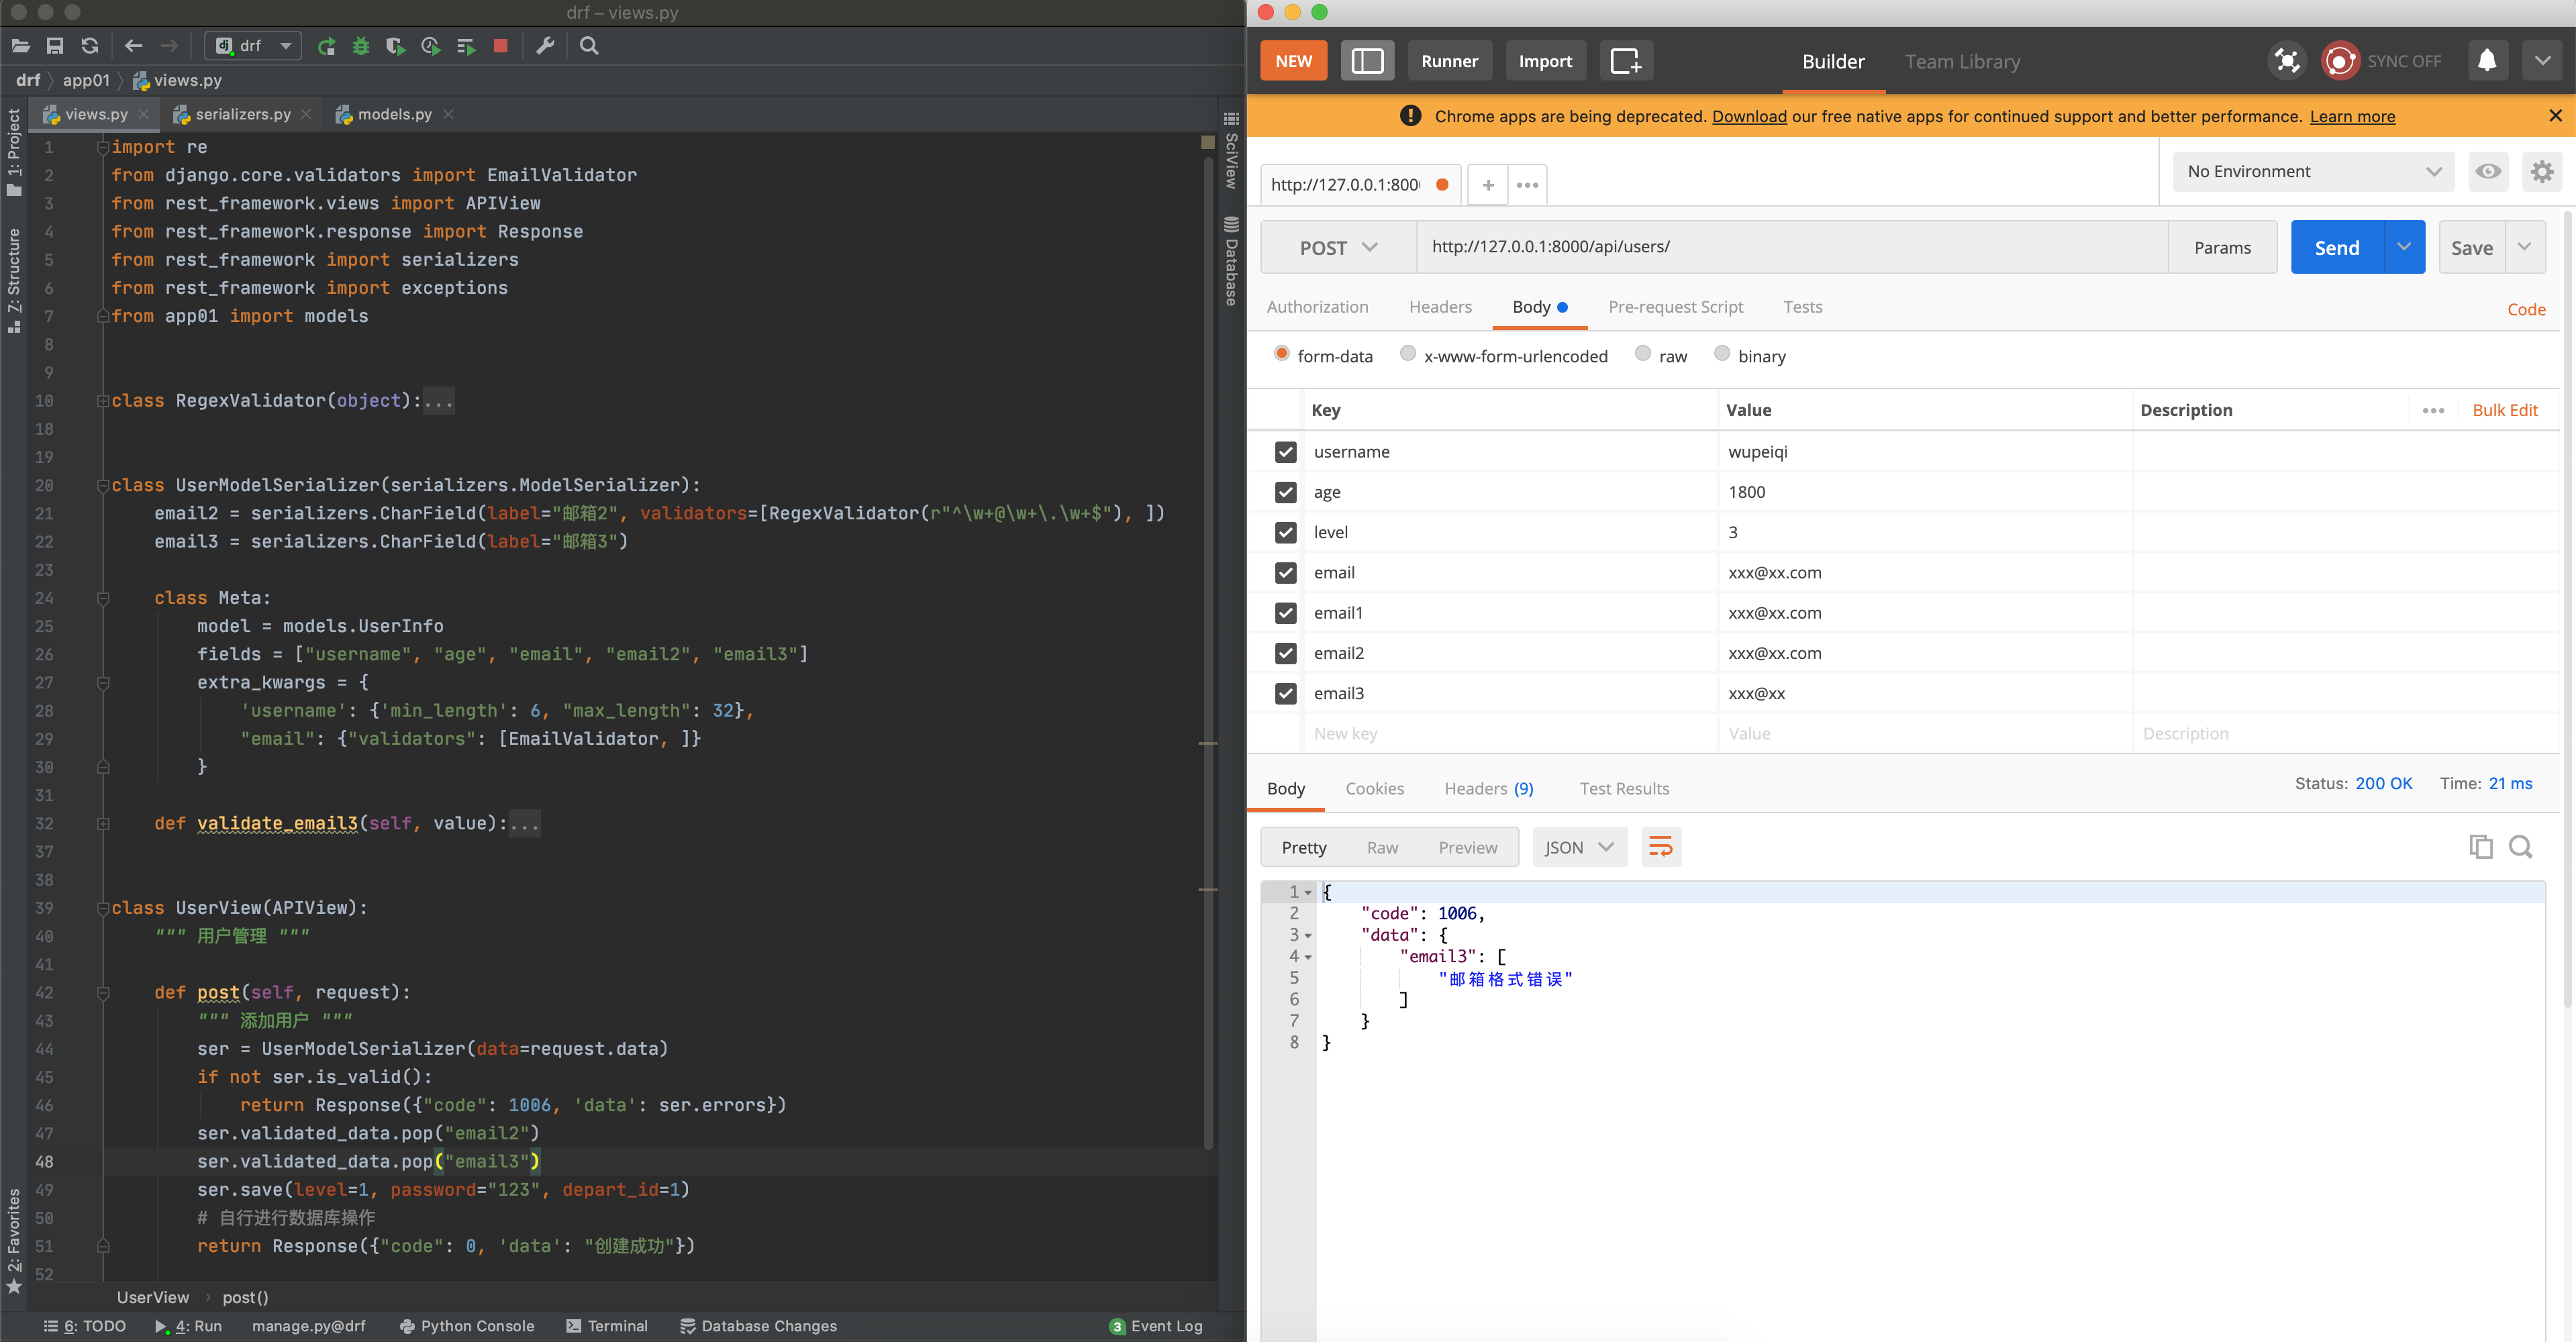 drf – views.py
drf
drf app01 views.py
views.py serializers.py models.py
1: Project
Z: Structure
2: Favorites
SciView
Database
1 import re
2 from django.core.validators import EmailValidator
3 from rest_framework.views import APIView
4 from rest_framework.response import Response
5 from rest_framework import serializers
6 from rest_framework import exceptions
7 from app01 import models
8
9
10 class RegexValidator(object):...
18
19
20 class UserModelSerializer(serializers.ModelSerializer):
21 email2 = serializers.CharField(label="邮箱2", validators=[RegexValidator(r"^\w+@\w+\.\w+$"), ])
22 email3 = serializers.CharField(label="邮箱3")
23
24 class Meta:
25 model = models.UserInfo
26 fields = ["username", "age", "email", "email2", "email3"]
27 extra_kwargs = {
28 'username': {'min_length': 6, "max_length": 32},
29 "email": {"validators": [EmailValidator, ]}
30 }
31
32 def validate_email3(self, value):...
37
38
39 class UserView(APIView):
40 """ 用户管理 """
41
42 def post(self, request):
43 """ 添加用户 """
44 ser = UserModelSerializer(data=request.data)
45 if not ser.is_valid():
46 return Response({"code": 1006, 'data': ser.errors})
47 ser.validated_data.pop("email2")
48 ser.validated_data.pop("email3")
49 ser.save(level=1, password="123", depart_id=1)
50 # 自行进行数据库操作
51 return Response({"code": 0, 'data': "创建成功"})
52
UserView › post()
6: TODO 4: Run manage.py@drf Python Console Terminal Database Changes 3 Event Log
NEW Runner Import Builder Team Library SYNC OFF
Chrome apps are being deprecated. Download our free native apps for continued support and better performance. Learn more
http://127.0.0.1:800 + ••• No Environment
POST http://127.0.0.1:8000/api/users/ Params Send Save
Authorization Headers Body Pre-request Script Tests Code
form-data x-www-form-urlencoded raw binary
Key Value Description ••• Bulk Edit
username wupeiqi
age 1800
level 3
email xxx@xx.com
email1 xxx@xx.com
email2 xxx@xx.com
email3 xxx@xx
New key Value Description
Body Cookies Headers (9) Test Results Status: 200 OK Time: 21 ms
Pretty Raw Preview JSON
1 {
2 "code": 1006,
3 "data": {
4 "email3": [
5 "邮箱格式错误"
6 ]
7 }
8 }